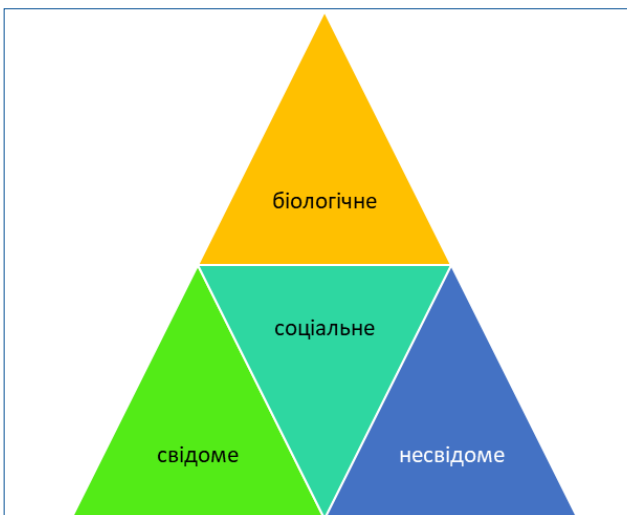 біологічне
соціальне
свідоме
несвідоме